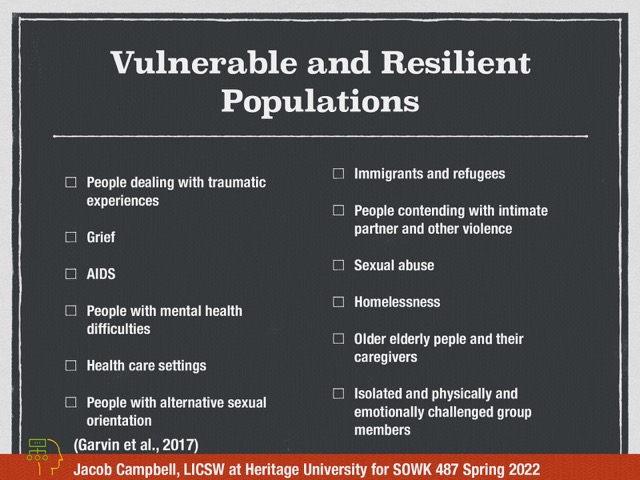 Vulnerable and Resilient
Populations
People dealing with traumatic
experiences
Grief
AIDS
People with mental health
difficulties
Health care settings
People with alternative sexual
orientation
Immigrants and refugees
People contending with intimate
partner and other violence
Sexual abuse
Homelessness
Older elderly peple and their
caregivers
Isolated and physically and
emotionally challenged group
members
(Garvin et al., 2017)
Jacob Campbell, LICSW at Heritage University for SOWK 487 Spring 2022